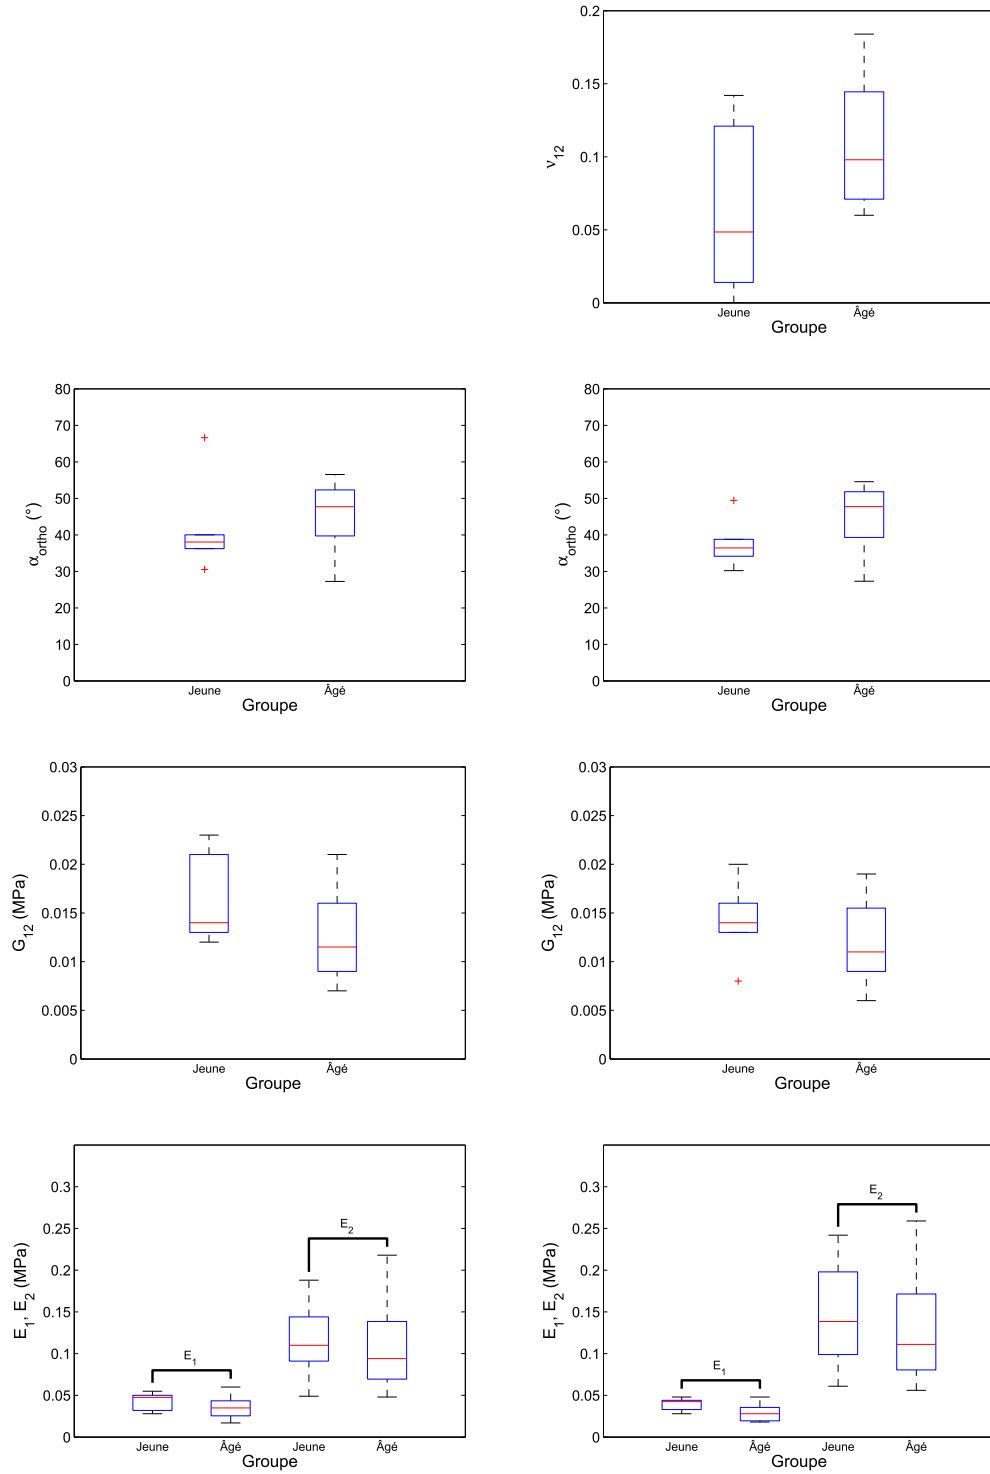 0.2
0.15
0.1
0.05
0
ν12
Jeune Âgé
Groupe
80
70
60
50
40
30
20
10
0
αortho (°)
Jeune Âgé
Groupe
80
70
60
50
40
30
20
10
0
αortho (°)
Jeune Âgé
Groupe
0.03
0.025
0.02
0.015
0.01
0.005
0
G12 (MPa)
Jeune Âgé
Groupe
0.03
0.025
0.02
0.015
0.01
0.005
0
G12 (MPa)
Jeune Âgé
Groupe
0.3
0.25
0.2
0.15
0.1
0.05
0
E1, E2 (MPa)
E1
E2
Jeune Âgé Jeune Âgé
Groupe
0.3
0.25
0.2
0.15
0.1
0.05
0
E1, E2 (MPa)
E1
E2
Jeune Âgé Jeune Âgé
Groupe